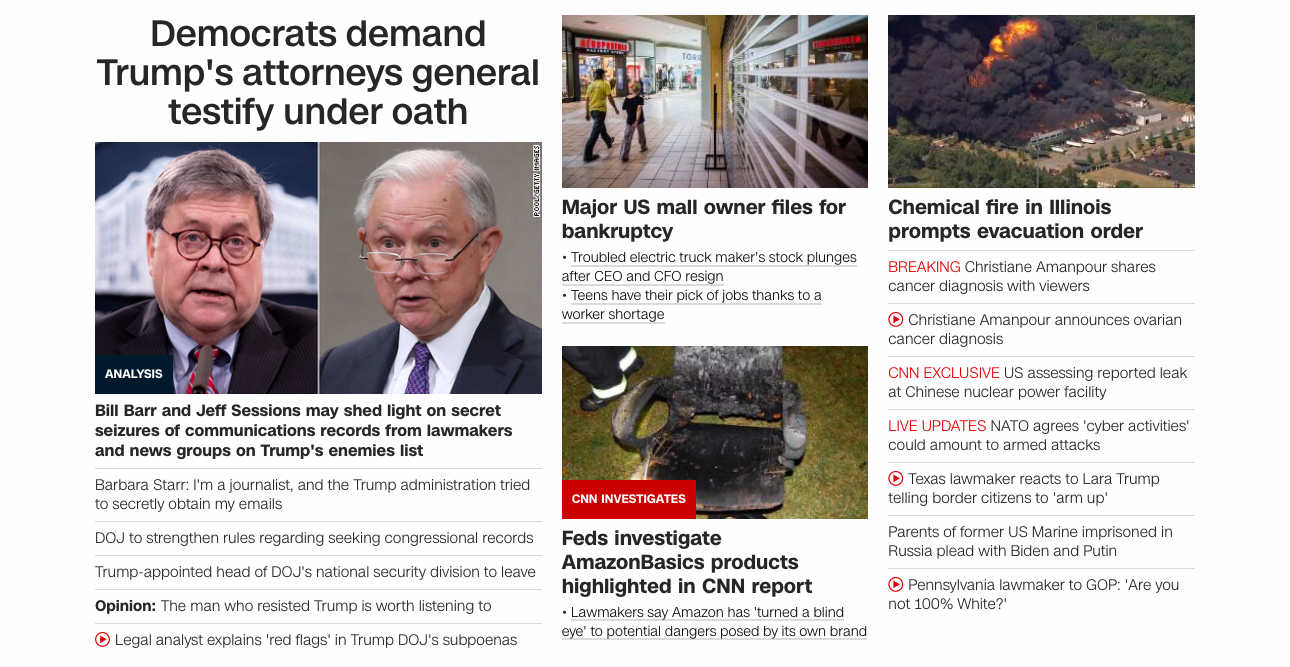 Democrats demand
Trump's attorneys general
testify under oath
POOL/GETTY IMAGES
ANALYSIS
Bill Barr and Jeff Sessions may shed light on secret
seizures of communications records from lawmakers
and news groups on Trump's enemies list
Barbara Starr: I'm a journalist, and the Trump administration tried
to secretly obtain my emails
DOJ to strengthen rules regarding seeking congressional records
Trump-appointed head of DOJ's national security division to leave
Opinion: The man who resisted Trump is worth listening to
Legal analyst explains 'red flags' in Trump DOJ's subpoenas
AEROPOSTALE
Major US mall owner files for
bankruptcy
• Troubled electric truck maker's stock plunges
after CEO and CFO resign
• Teens have their pick of jobs thanks to a
worker shortage
CNN INVESTIGATES
Feds investigate
AmazonBasics products
highlighted in CNN report
• Lawmakers say Amazon has 'turned a blind
eye' to potential dangers posed by its own brand
Chemical fire in Illinois
prompts evacuation order
BREAKING Christiane Amanpour shares
cancer diagnosis with viewers
Christiane Amanpour announces ovarian
cancer diagnosis
CNN EXCLUSIVE US assessing reported leak
at Chinese nuclear power facility
LIVE UPDATES NATO agrees 'cyber activities'
could amount to armed attacks
Texas lawmaker reacts to Lara Trump
telling border citizens to 'arm up'
Parents of former US Marine imprisoned in
Russia plead with Biden and Putin
Pennsylvania lawmaker to GOP: 'Are you
not 100% White?'